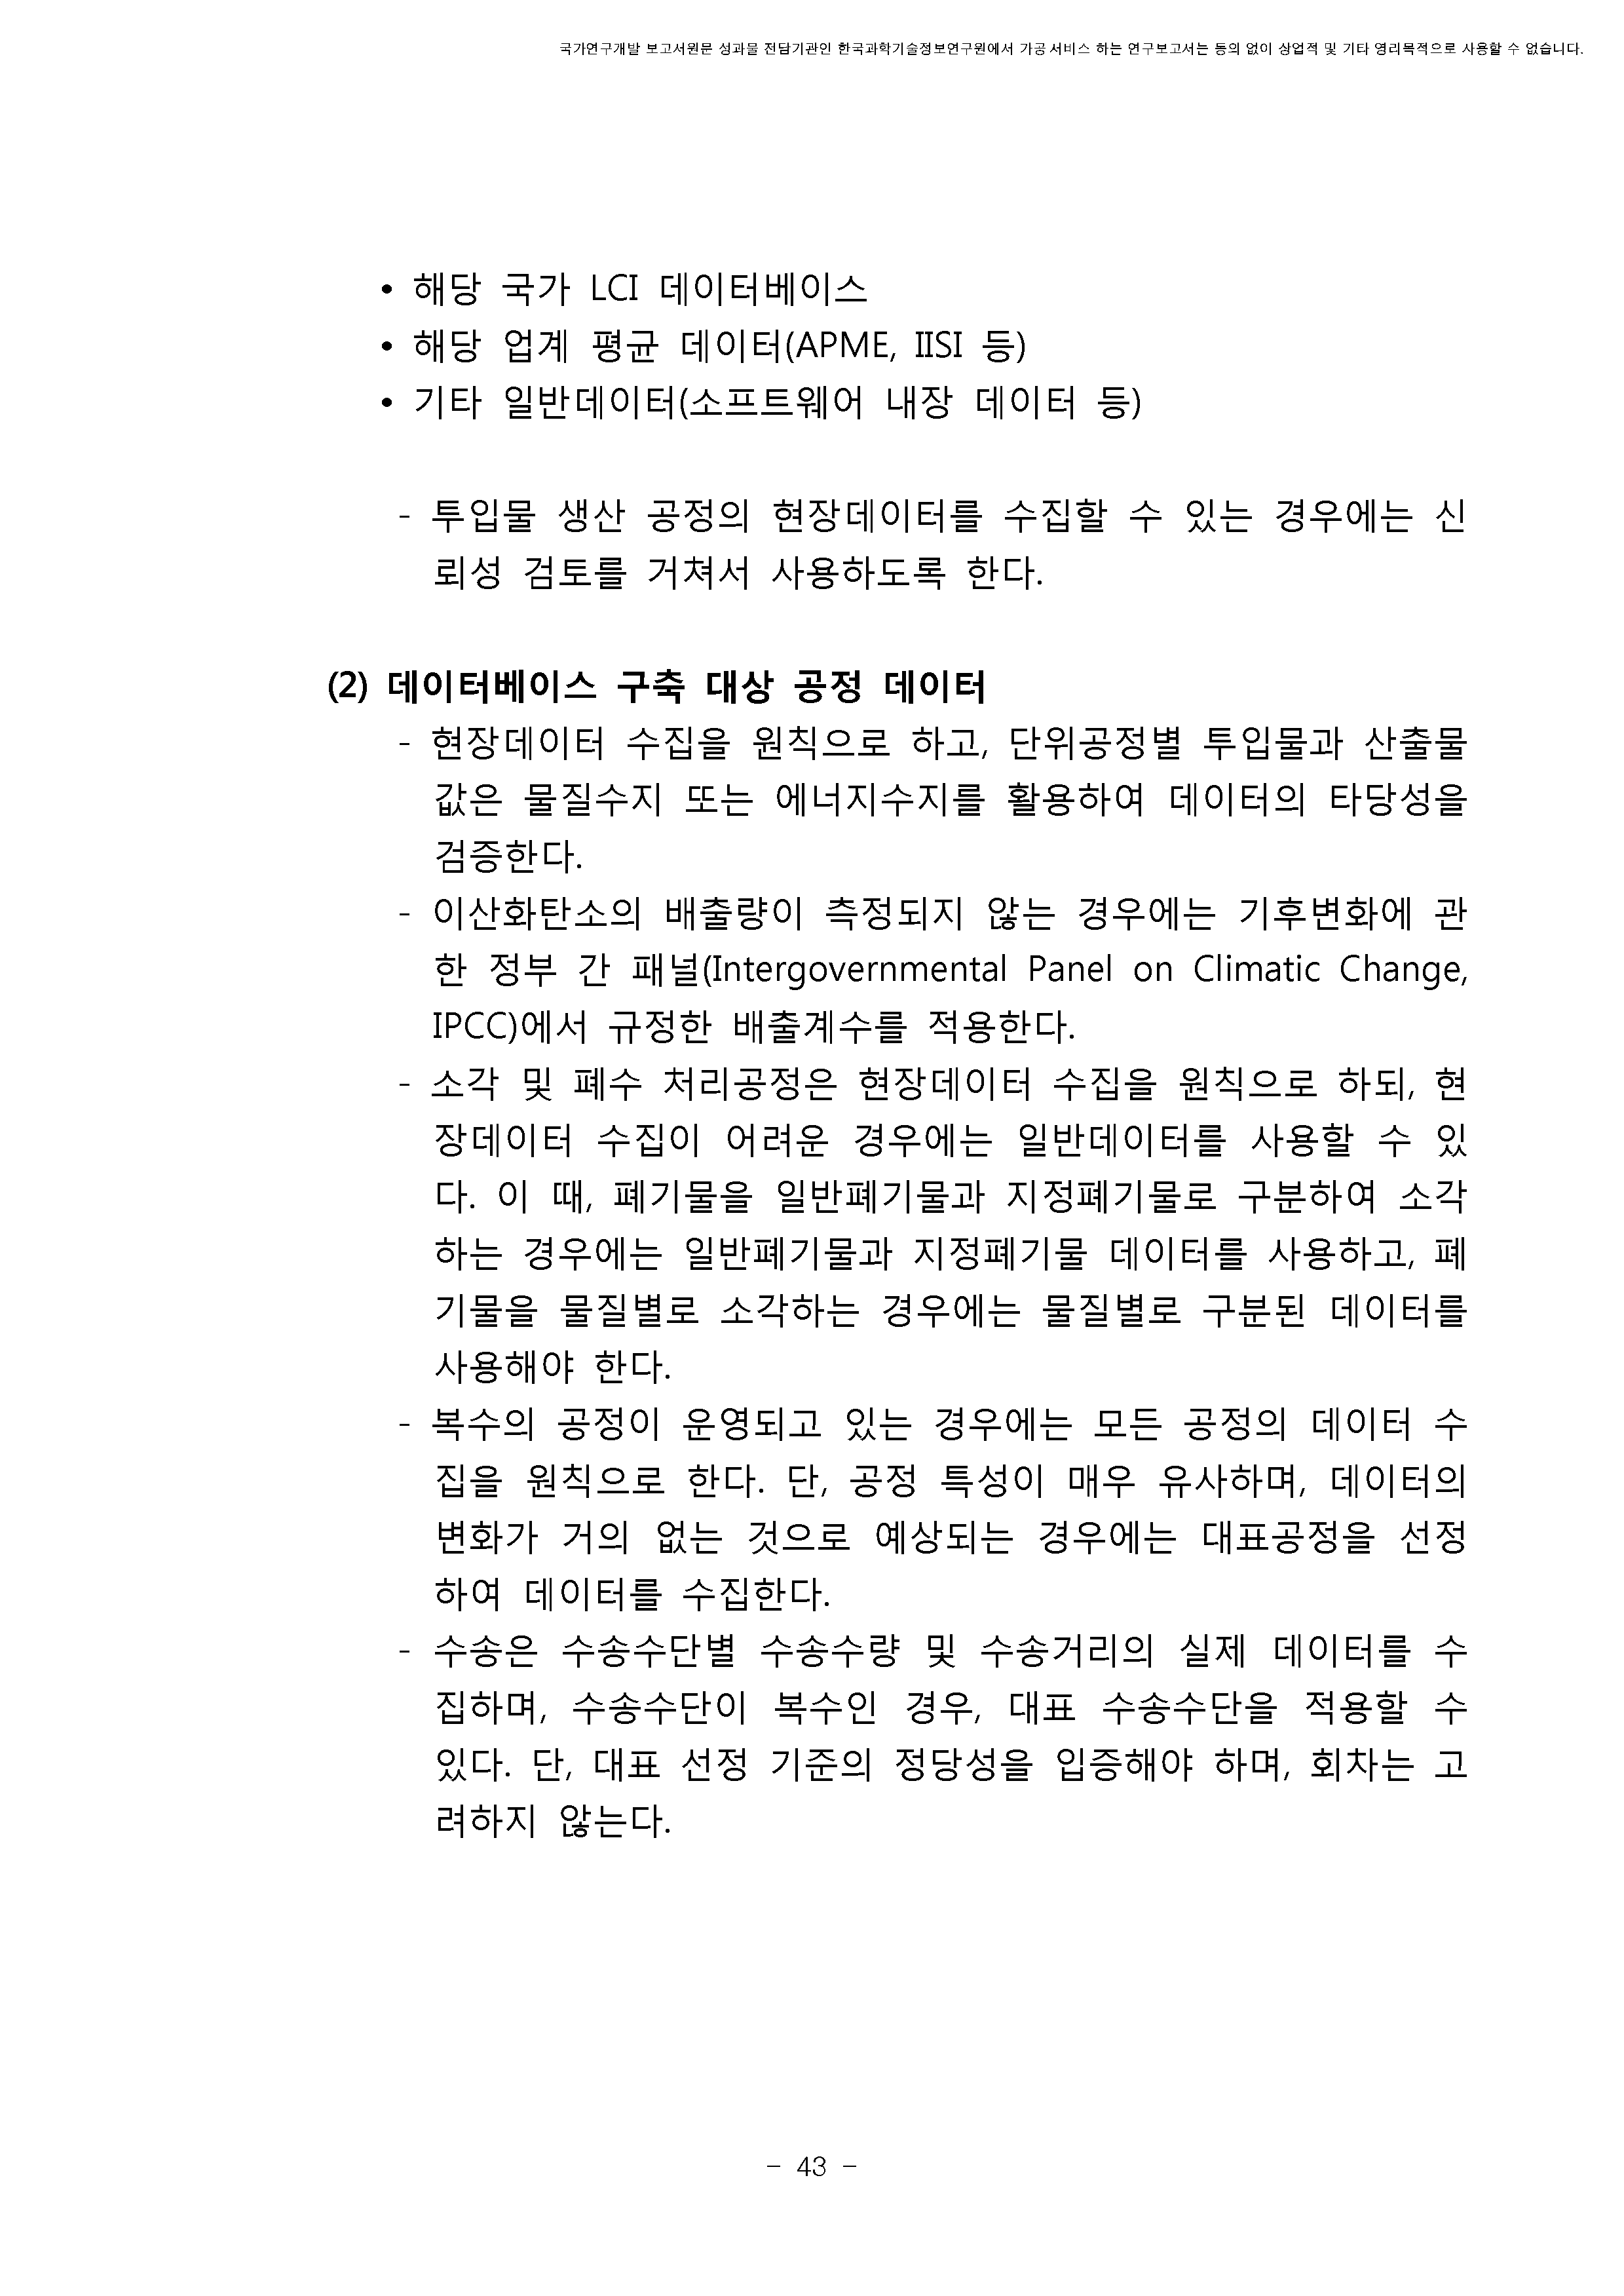 국가연구개발 보고서원문 성과물 전담기관인 한국과학기술정보연구원에서 가공·서비스 하는 연구보고서는 동의 없이 상업적 및 기타 영리목적으로 사용할 수 없습니다.
• 해당 국가 LCI 데이터베이스
• 해당 업계 평균 데이터(APME, IISI 등)
• 기타 일반데이터(소프트웨어 내장 데이터 등)
- 투입물 생산 공정의 현장데이터를 수집할 수 있는 경우에는 신
뢰성 검토를 거쳐서 사용하도록 한다.
(2) 데이터베이스 구축 대상 공정 데이터
- 현장데이터 수집을 원칙으로 하고, 단위공정별 투입물과 산출물
값은 물질수지 또는 에너지수지를 활용하여 데이터의 타당성을
검증한다.
- 이산화탄소의 배출량이 측정되지 않는 경우에는 기후변화에 관
한 정부 간 패널(Intergovernmental Panel on Climatic Change,
IPCC)에서 규정한 배출계수를 적용한다.
- 소각 및 폐수 처리공정은 현장데이터 수집을 원칙으로 하되, 현
장데이터 수집이 어려운 경우에는 일반데이터를 사용할 수 있
다. 이 때, 폐기물을 일반폐기물과 지정폐기물로 구분하여 소각
하는 경우에는 일반폐기물과 지정폐기물 데이터를 사용하고, 폐
기물을 물질별로 소각하는 경우에는 물질별로 구분된 데이터를
사용해야 한다.
- 복수의 공정이 운영되고 있는 경우에는 모든 공정의 데이터 수
집을 원칙으로 한다. 단, 공정 특성이 매우 유사하며, 데이터의
변화가 거의 없는 것으로 예상되는 경우에는 대표공정을 선정
하여 데이터를 수집한다.
- 수송은 수송수단별 수송수량 및 수송거리의 실제 데이터를 수
집하며, 수송수단이 복수인 경우, 대표 수송수단을 적용할 수
있다. 단, 대표 선정 기준의 정당성을 입증해야 하며, 회차는 고
려하지 않는다.
- 43 -